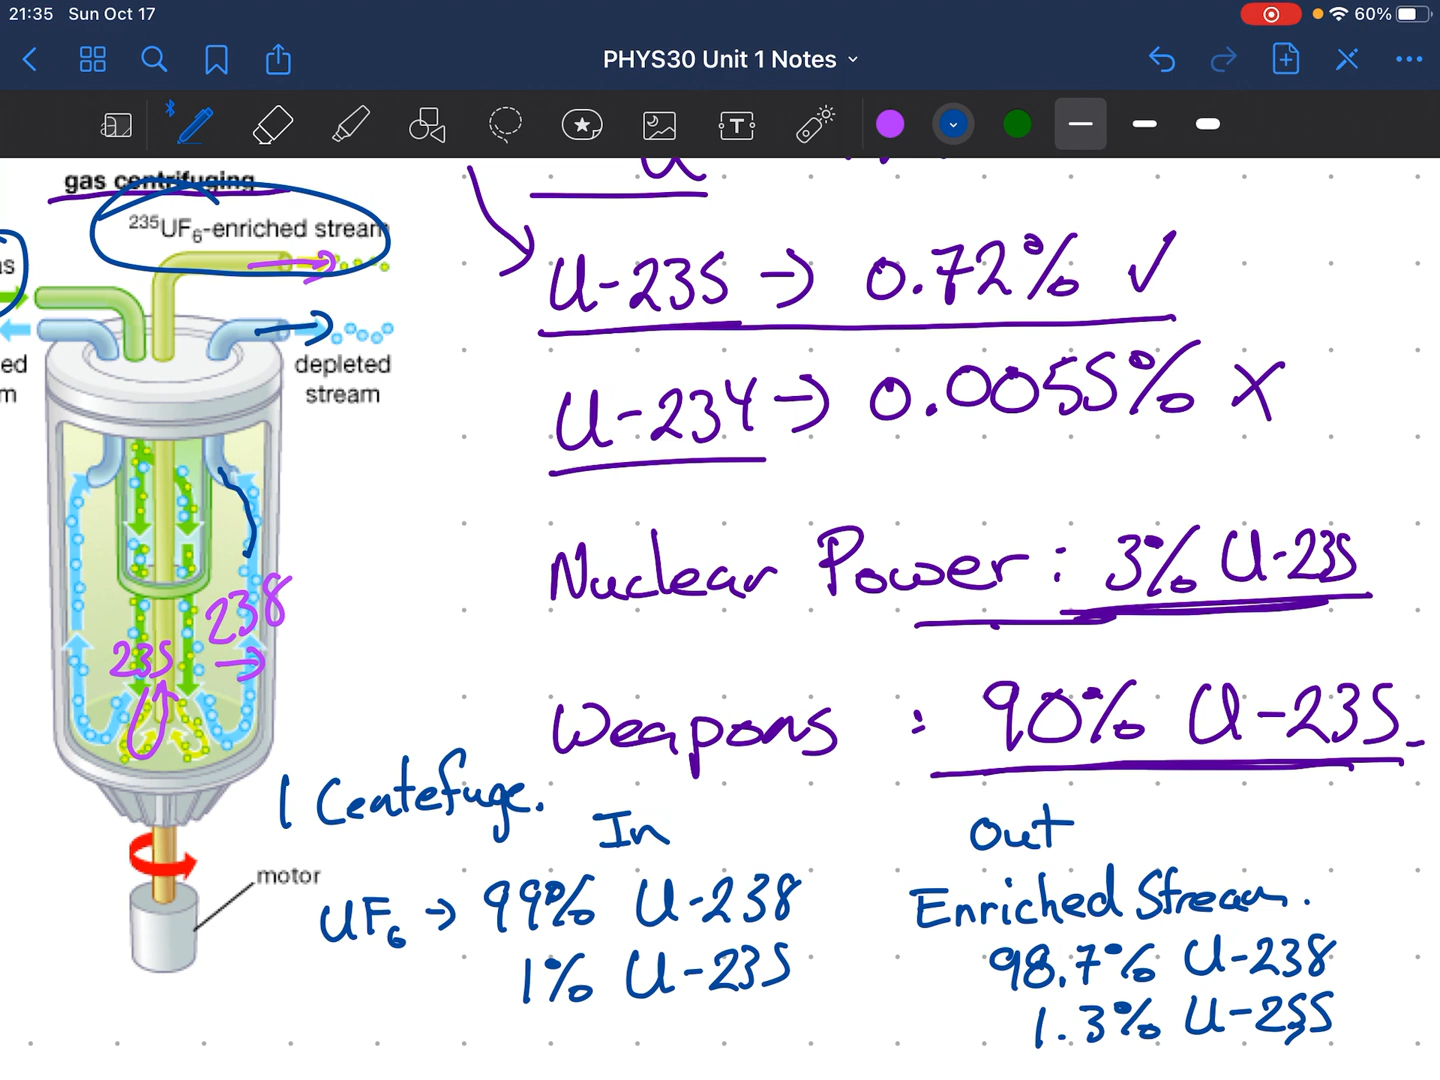 21:35 Sun Oct 17
60%
PHYS30 Unit 1 Notes
T
gas centrifuging
²³⁵UF₆-enriched stream
as
depleted
stream
ed
m
238
235
motor
U-235 → 0.72% ✓
U-234 → 0.0055% X
Nuclear Power : 3% U-235
Weapons : 90% U-235
1 Centefuge.
In
UF₆ → 99% U-238
1% U-235
Out
Enriched Stream.
98.7% U-238
1.3% U-235